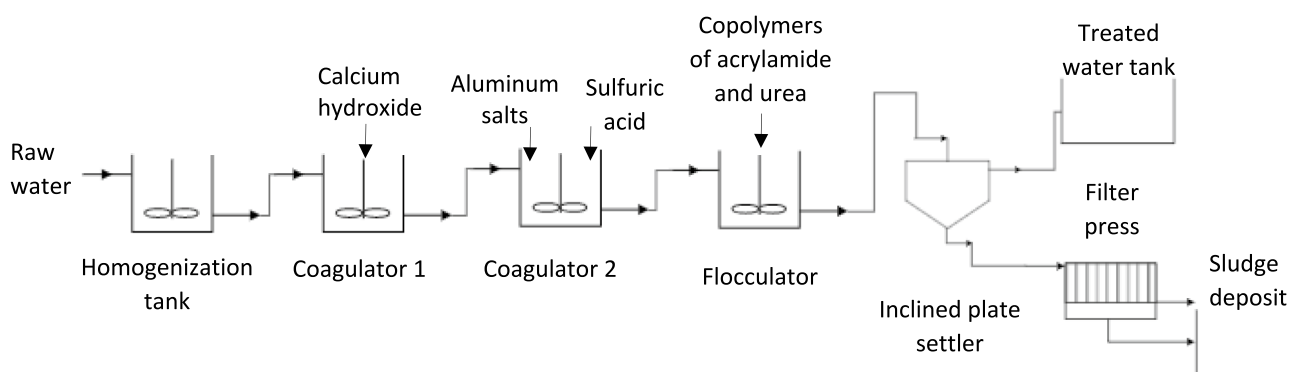 Raw
water
Homogenization
tank
Calcium
hydroxide
Coagulator 1
Aluminum
salts
Sulfuric
acid
Coagulator 2
Copolymers
of acrylamide
and urea
Flocculator
Inclined plate
settler
Treated
water tank
Filter
press
Sludge
deposit